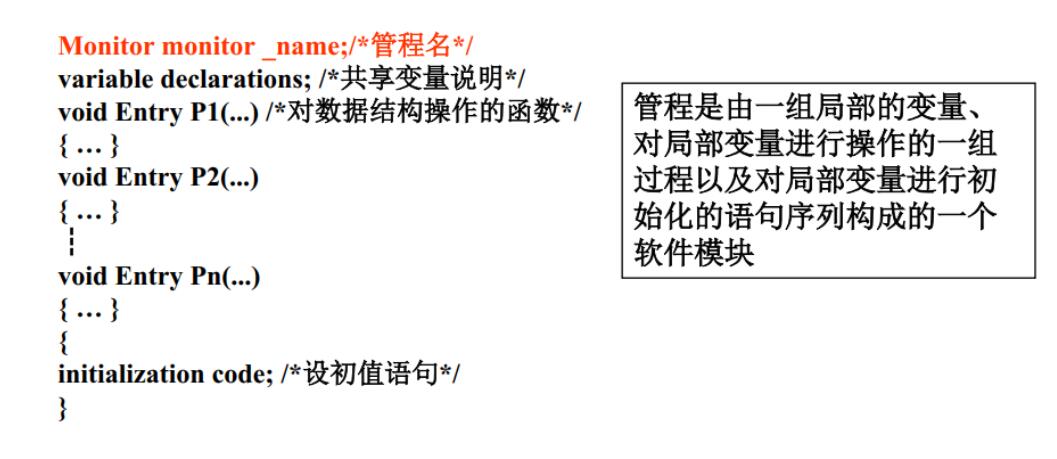 Monitor monitor _name;/*管程名*/
variable declarations; /*共享变量说明*/
void Entry P1(...) /*对数据结构操作的函数*/
{ … }
void Entry P2(...)
{ … }
void Entry Pn(...)
{ … }
{
initialization code; /*设初值语句*/
}
管程是由一组局部的变量、
对局部变量进行操作的一组
过程以及对局部变量进行初
始化的语句序列构成的一个
软件模块